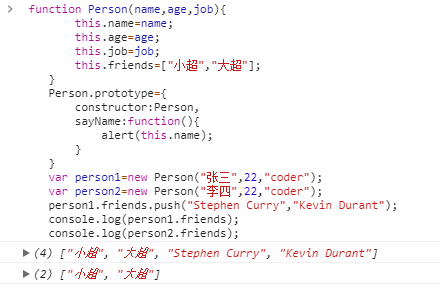 function Person(name,age,job){
this.name=name;
this.age=age;
this.job=job;
this.friends=["小超","大超"];
}
Person.prototype={
constructor:Person,
sayName:function(){
alert(this.name);
}
}
var person1=new Person("张三",22,"coder");
var person2=new Person("李四",22,"coder");
person1.friends.push("Stephen Curry","Kevin Durant");
console.log(person1.friends);
console.log(person2.friends);
(4) ["小超", "大超", "Stephen Curry", "Kevin Durant"]
(2) ["小超", "大超"]